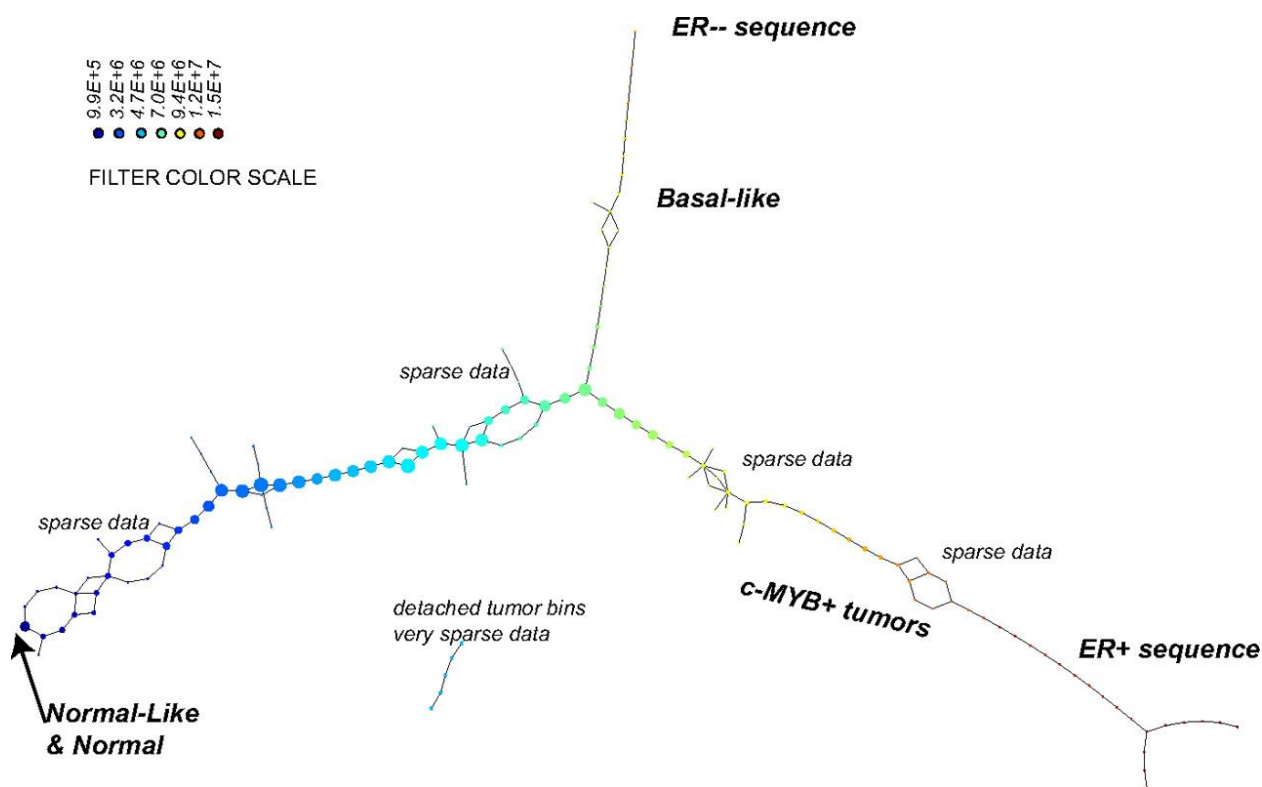 ER-- sequence
9.9E+5
3.2E+6
4.7E+6
7.0E+6
9.4E+6
1.2E+7
1.5E+7
FILTER COLOR SCALE
Basal-like
sparse data
sparse data
sparse data
sparse data
c-MYB+ tumors
detached tumor bins
very sparse data
ER+ sequence
Normal-Like
& Normal